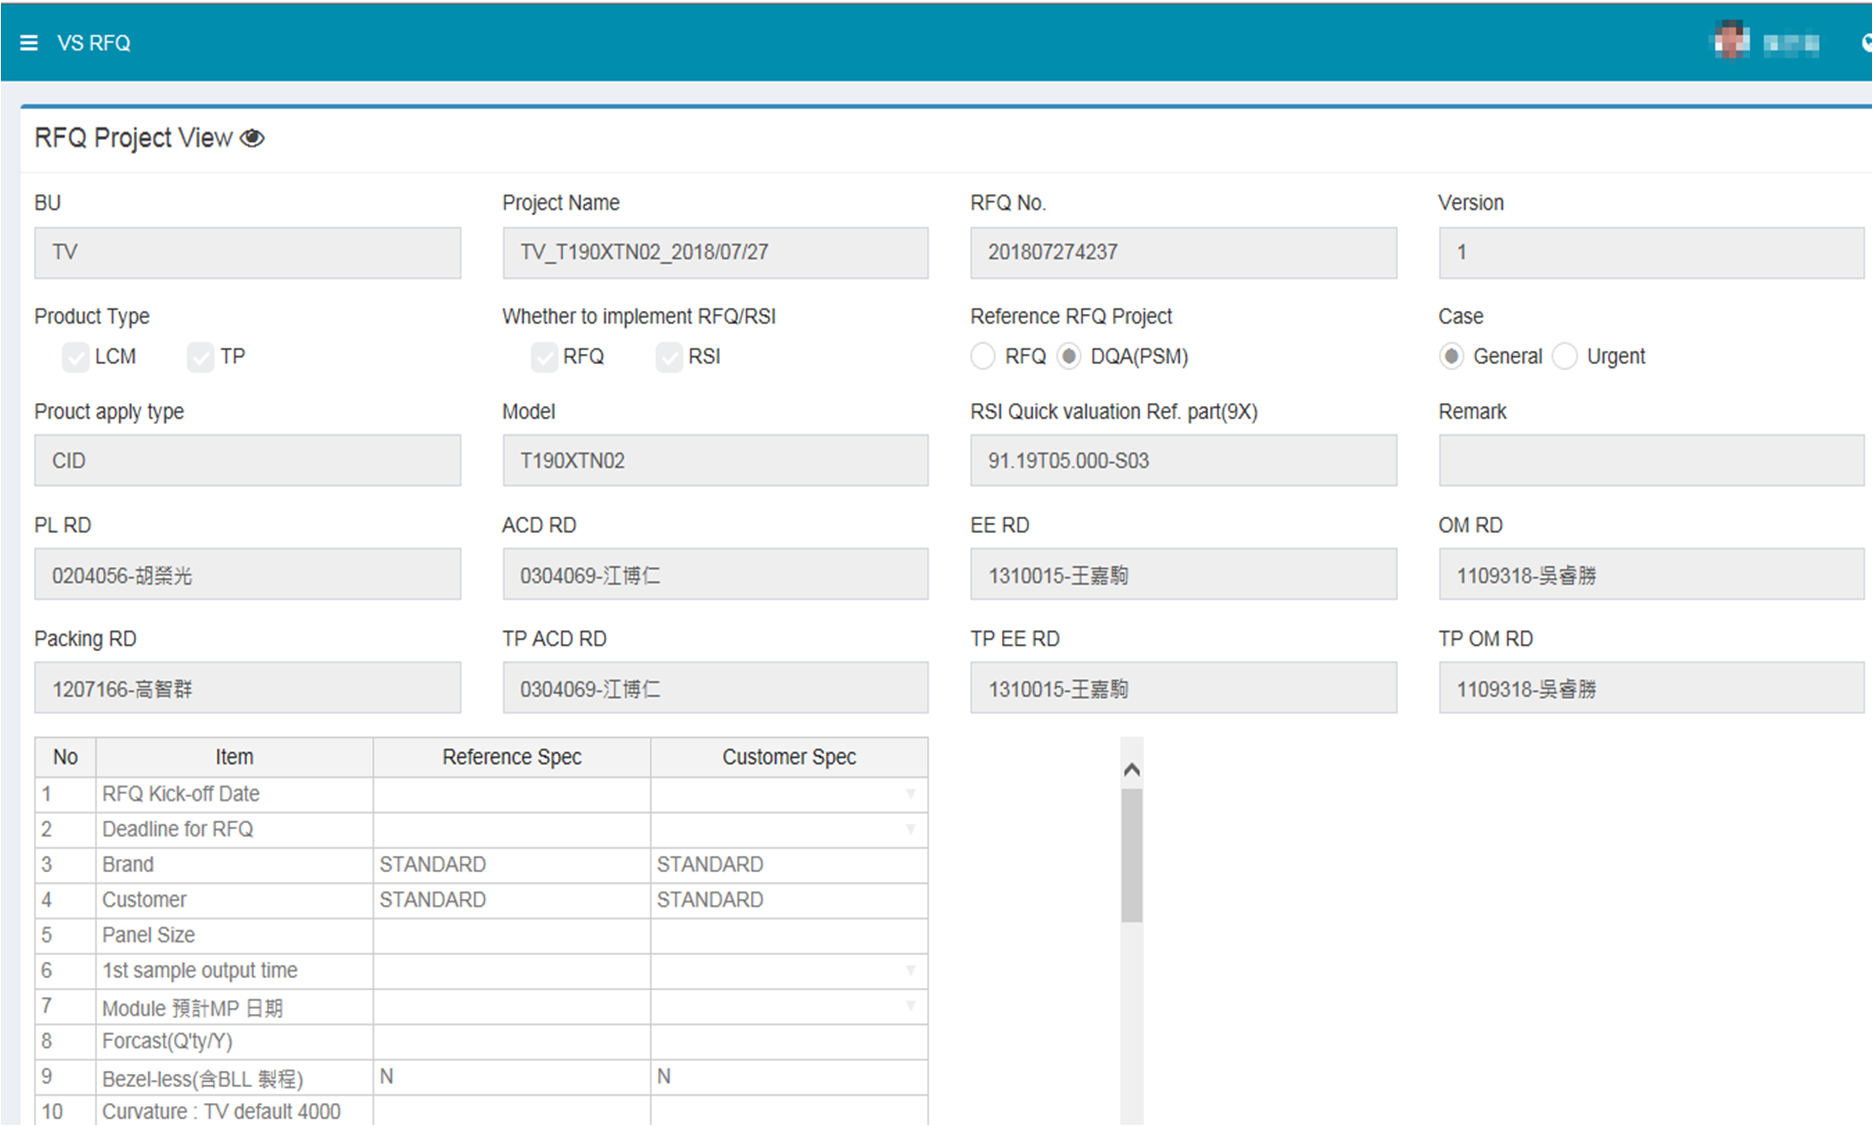 VS RFQ
RFQ Project View
BU Project Name RFQ No. Version
TV TV_T190XTN02_2018/07/27 201807274237 1
Product Type Whether to implement RFQ/RSI Reference RFQ Project Case
LCM TP RFQ RSI RFQ DQA(PSM) General Urgent
Prouct apply type Model RSI Quick valuation Ref. part(9X) Remark
CID T190XTN02 91.19T05.000-S03
PL RD ACD RD EE RD OM RD
0204056-胡榮光 0304069-江博仁 1310015-王嘉駒 1109318-吳睿勝
Packing RD TP ACD RD TP EE RD TP OM RD
1207166-高智群 0304069-江博仁 1310015-王嘉駒 1109318-吳睿勝
No Item Reference Spec Customer Spec
1 RFQ Kick-off Date
2 Deadline for RFQ
3 Brand STANDARD STANDARD
4 Customer STANDARD STANDARD
5 Panel Size
6 1st sample output time
7 Module 預計MP 日期
8 Forcast(Q'ty/Y)
9 Bezel-less(含BLL 製程) N N
10 Curvature : TV default 4000